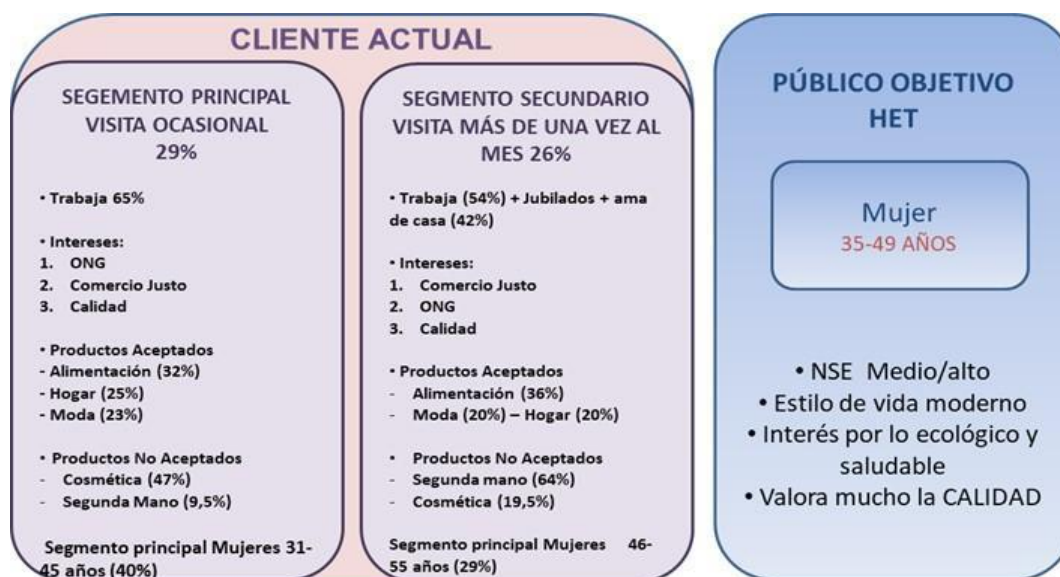 CLIENTE ACTUAL
SEGEMENTO PRINCIPAL
VISITA OCASIONAL
29%
• Trabaja 65%
• Intereses:
1. ONG
2. Comercio Justo
3. Calidad
• Productos Aceptados
- Alimentación (32%)
- Hogar (25%)
- Moda (23%)
• Productos No Aceptados
- Cosmética (47%)
- Segunda Mano (9,5%)
Segmento principal Mujeres 31-
45 años (40%)
SEGMENTO SECUNDARIO
VISITA MÁS DE UNA VEZ AL
MES 26%
• Trabaja (54%) + Jubilados + ama
de casa (42%)
• Intereses:
1. Comercio Justo
2. ONG
3. Calidad
• Productos Aceptados
- Alimentación (36%)
- Moda (20%) – Hogar (20%)
• Productos No Aceptados
- Segunda mano (64%)
- Cosmética (19,5%)
Segmento principal Mujeres 46-
55 años (29%)
PÚBLICO OBJETIVO
HET
Mujer
35-49 AÑOS
• NSE Medio/alto
• Estilo de vida moderno
• Interés por lo ecológico y
saludable
• Valora mucho la CALIDAD